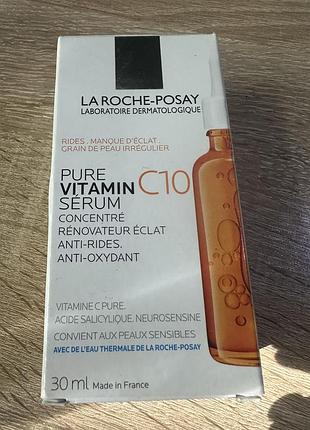 LA ROCHE-POSAY
LABORATOIRE DERMATOLOGIQUE
RIDES . MANQUE D'ÉCLAT .
GRAIN DE PEAU IRRÉGULIER
PURE
VITAMIN C10
SÉRUM
CONCENTRÉ
RÉNOVATEUR ÉCLAT
ANTI-RIDES.
ANTI-OXYDANT
VITAMINE C PURE.
ACIDE SALICYLIQUE. NEUROSENSINE
CONVIENT AUX PEAUX SENSIBLES
AVEC DE L'EAU THERMALE DE LA ROCHE-POSAY
30 ml Made in France